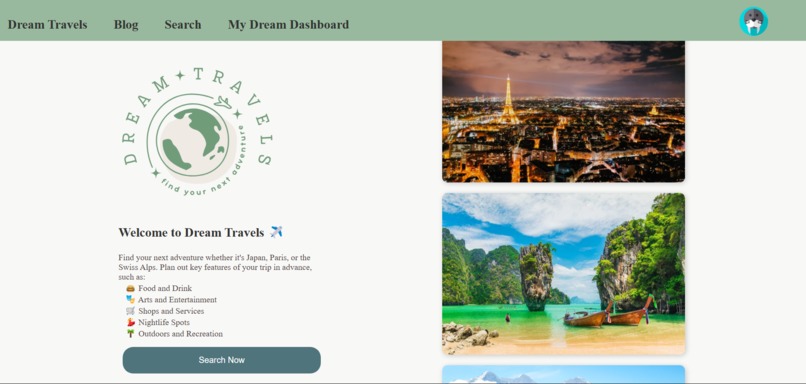 Dream Travels Blog Search My Dream Dashboard
DREAM TRAVELS
find your next adventure
Welcome to Dream Travels ✈️
Find your next adventure whether it's Japan, Paris, or the
Swiss Alps. Plan out key features of your trip in advance,
such as:
🍔 Food and Drink
🎭 Arts and Entertainment
🛒 Shops and Services
💃 Nightlife Spots
🌴 Outdoors and Recreation
Search Now